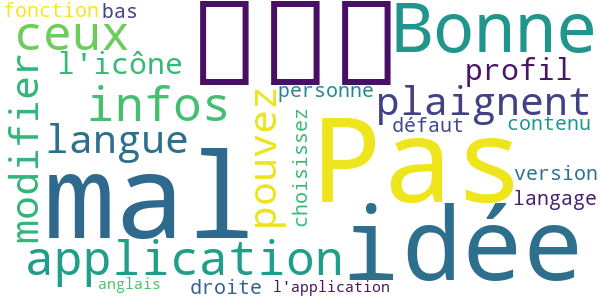 fonction
bas
ceux
Bonne
l'icône
profil
infos
personne
plaignent
modifier
pouvez
choisissez
Pas
défaut
contenu
langue
mal
idée
version
langage
application
droite
l'application
anglais